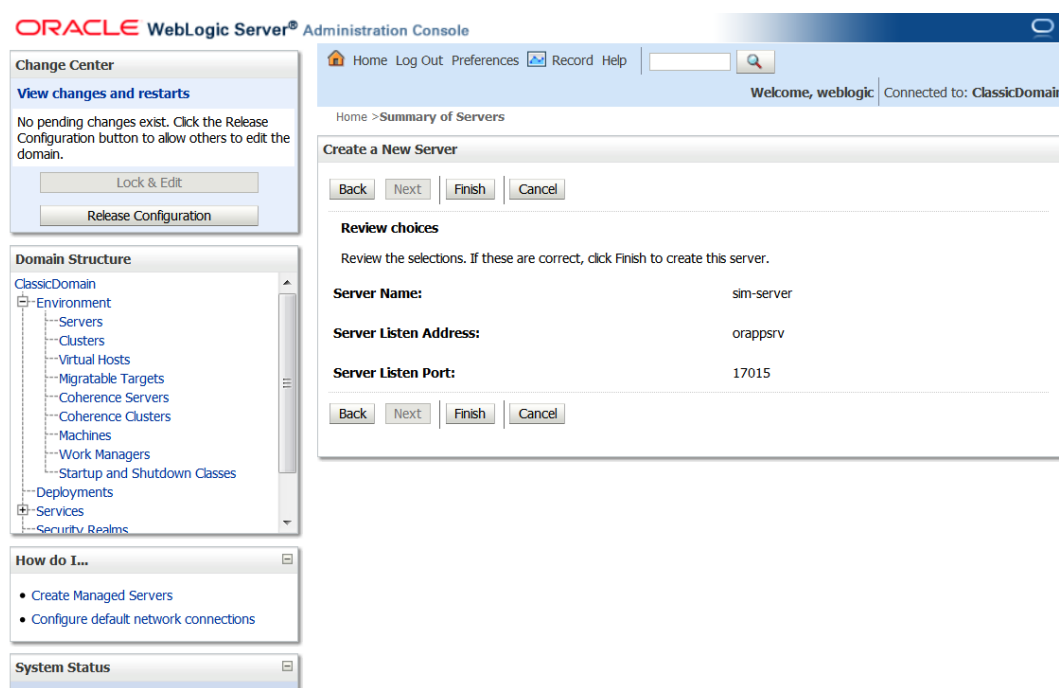 ORACLE WebLogic Server® Administration Console
Change Center
View changes and restarts
No pending changes exist. Click the Release
Configuration button to allow others to edit the
domain.
Lock & Edit
Release Configuration
Domain Structure
ClassicDomain
Environment
Servers
Clusters
Virtual Hosts
Migratable Targets
Coherence Servers
Coherence Clusters
Machines
Work Managers
Startup and Shutdown Classes
Deployments
Services
Security Realms
How do I...
Create Managed Servers
Configure default network connections
System Status
Home Log Out Preferences Record Help
Welcome, weblogic Connected to: ClassicDomain
Home >Summary of Servers
Create a New Server
Back Next Finish Cancel
Review choices
Review the selections. If these are correct, click Finish to create this server.
Server Name: sim-server
Server Listen Address: orappsrv
Server Listen Port: 17015
Back Next Finish Cancel